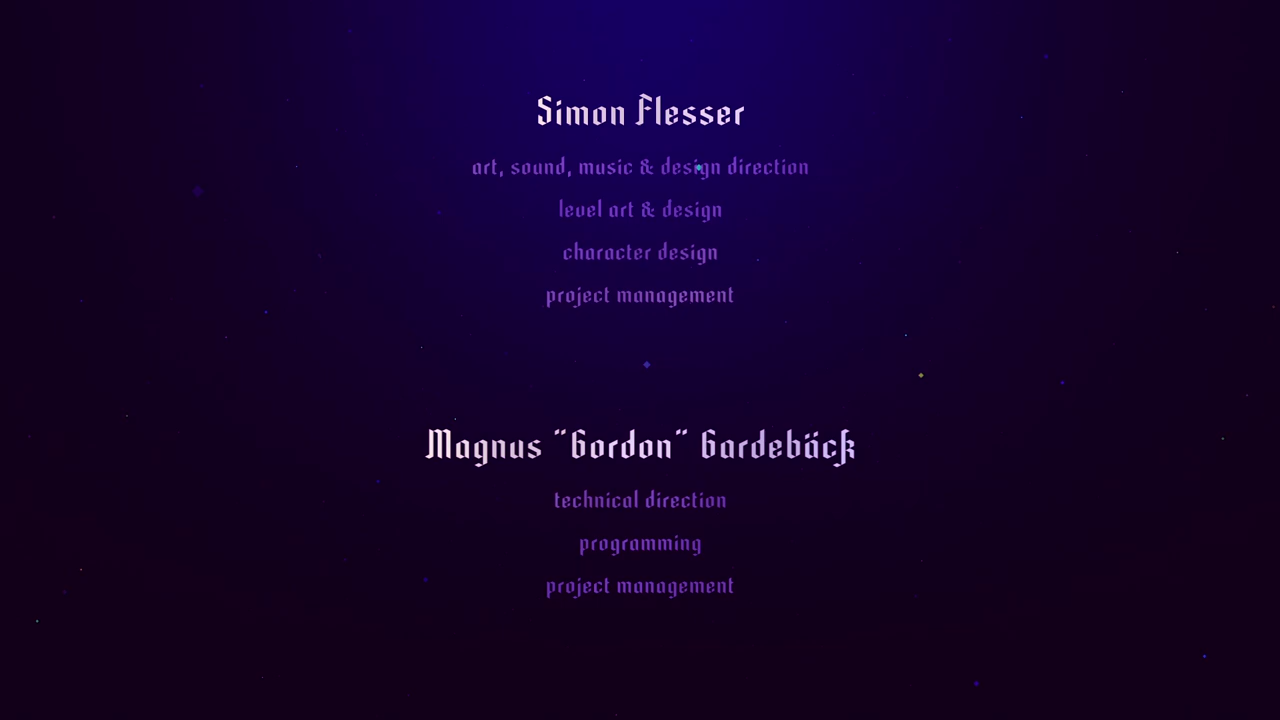 Simon Flesser
art, sound, music & design direction
level art & design
character design
project management
Magnus "Gordon" Gardebäck
technical direction
programming
project management